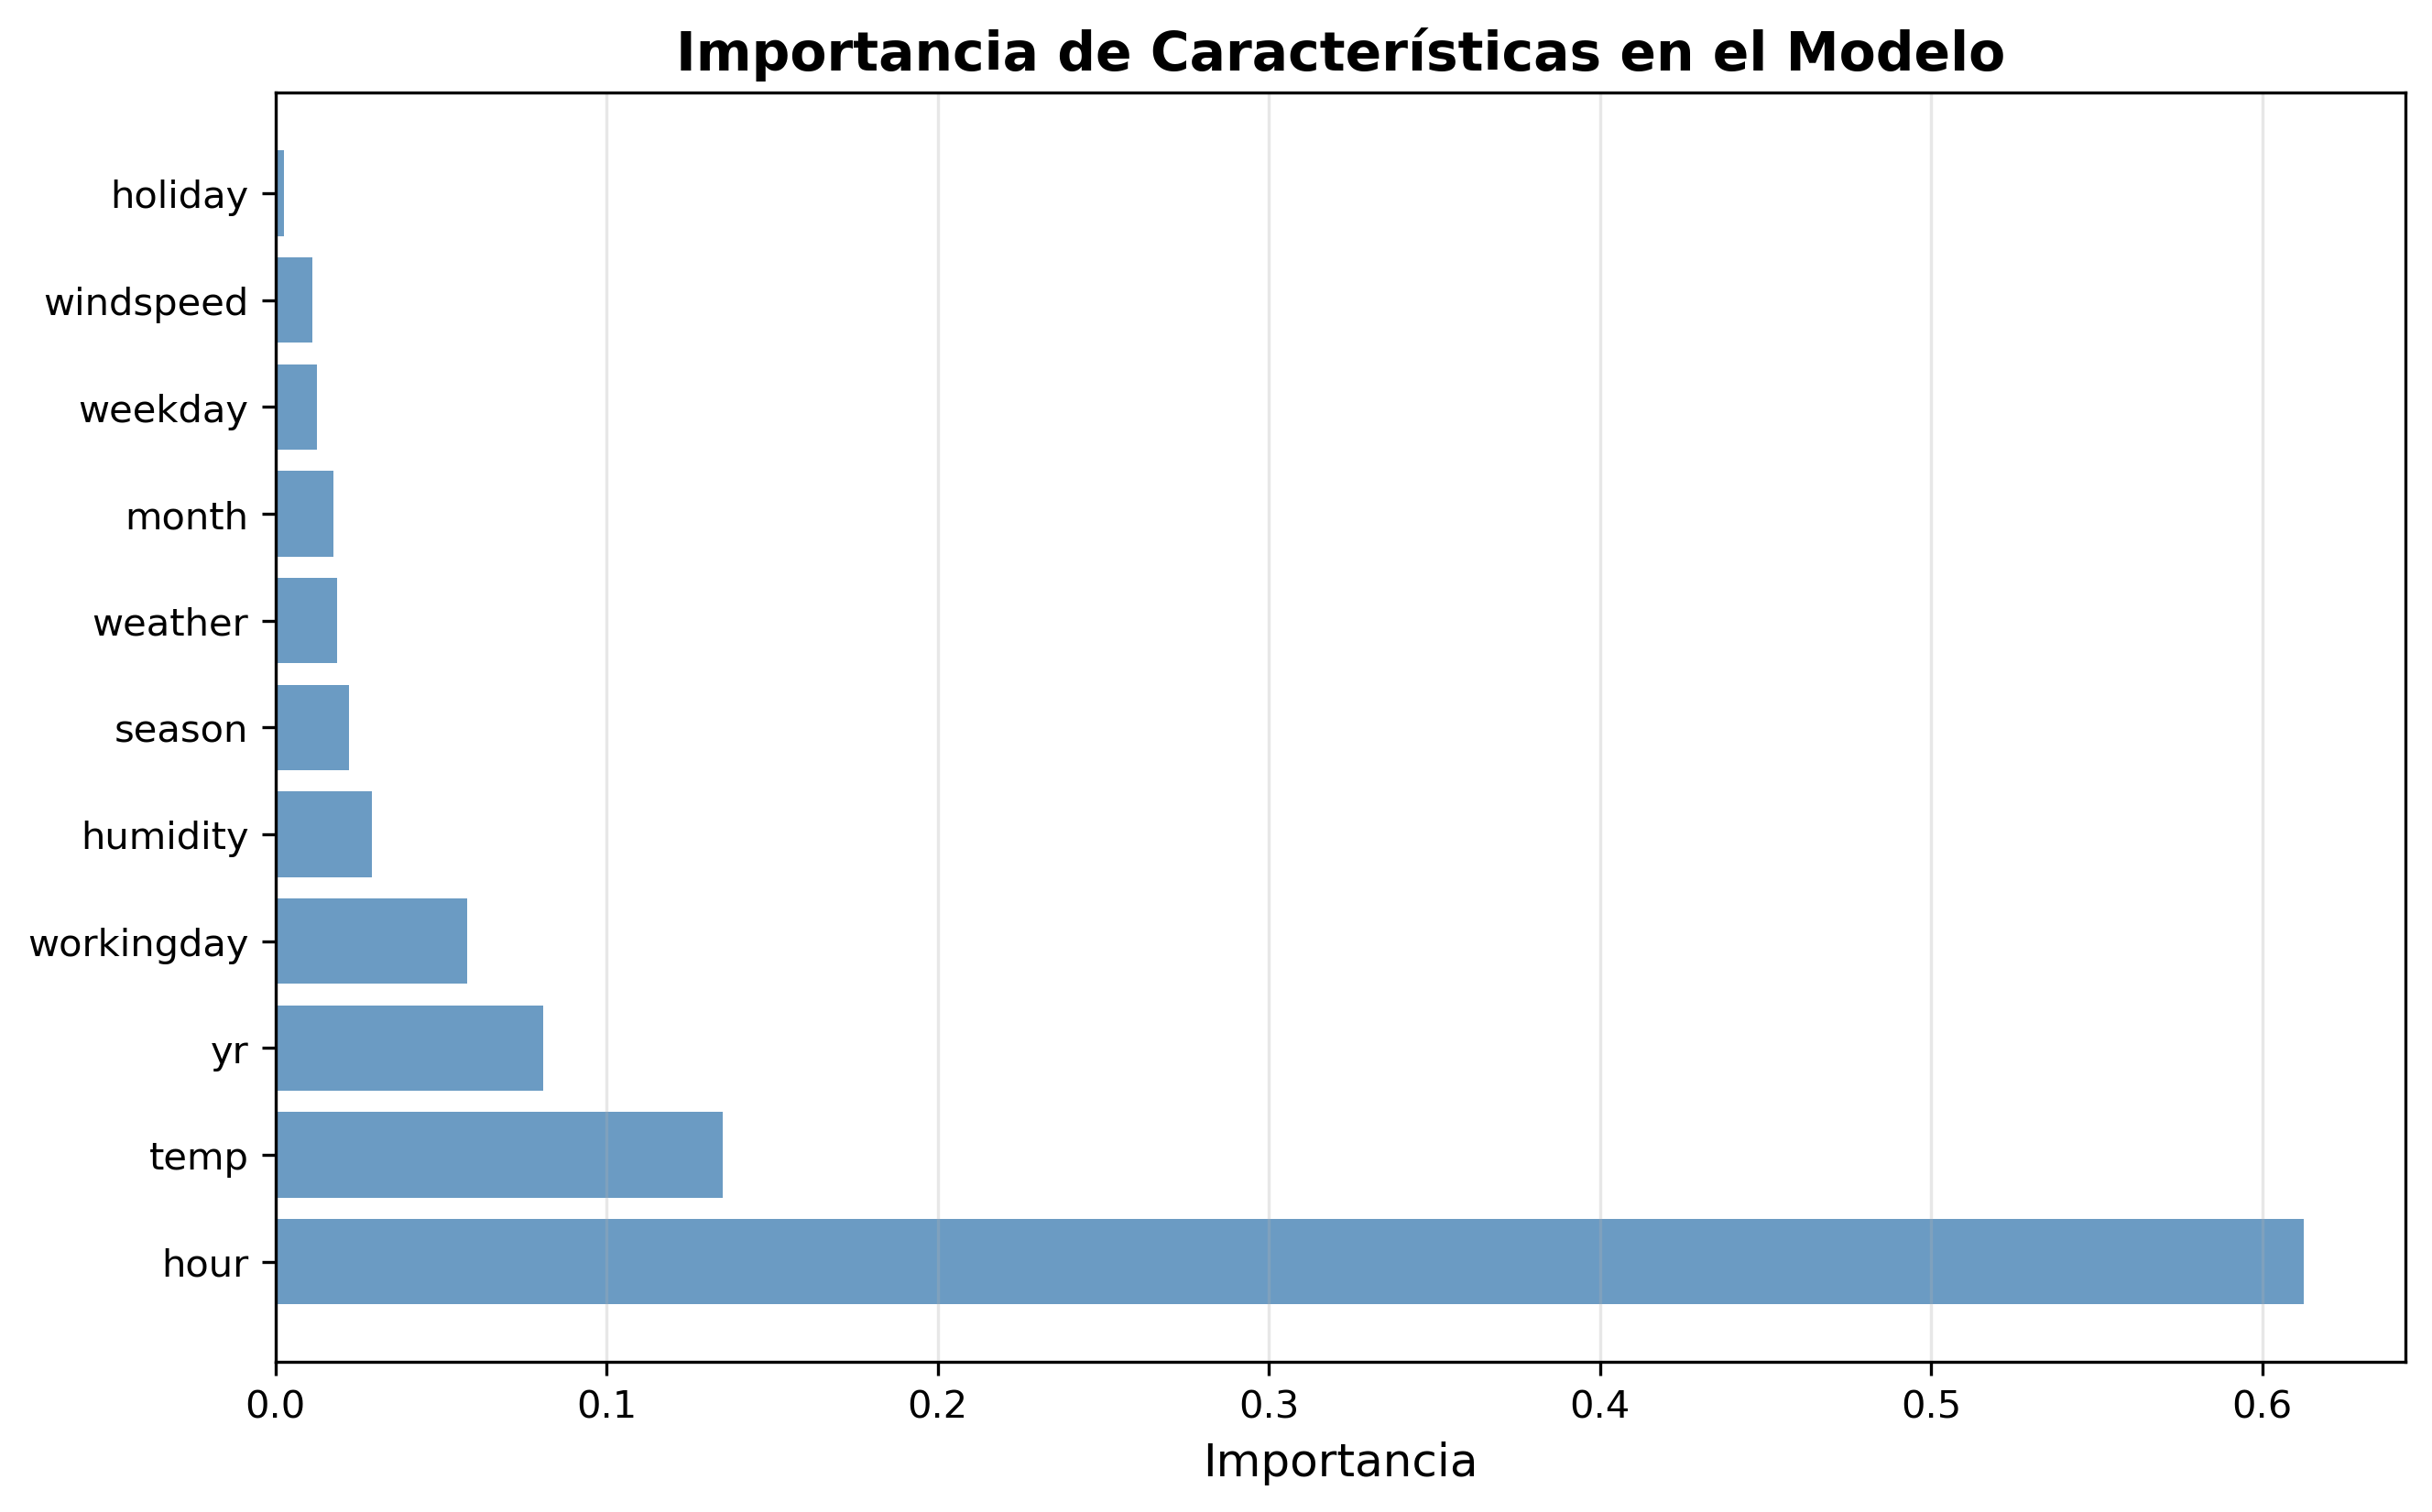 Importancia de Características en el Modelo
holiday
windspeed
weekday
month
weather
season
humidity
workingday
yr
temp
hour
0.0 0.1 0.2 0.3 0.4 0.5 0.6
Importancia